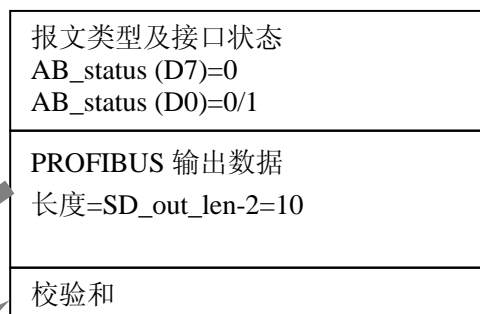 报文类型及接口状态
AB_status (D7)=0
AB_status (D0)=0/1
PROFIBUS 输出数据
长度=SD_out_len-2=10
校验和